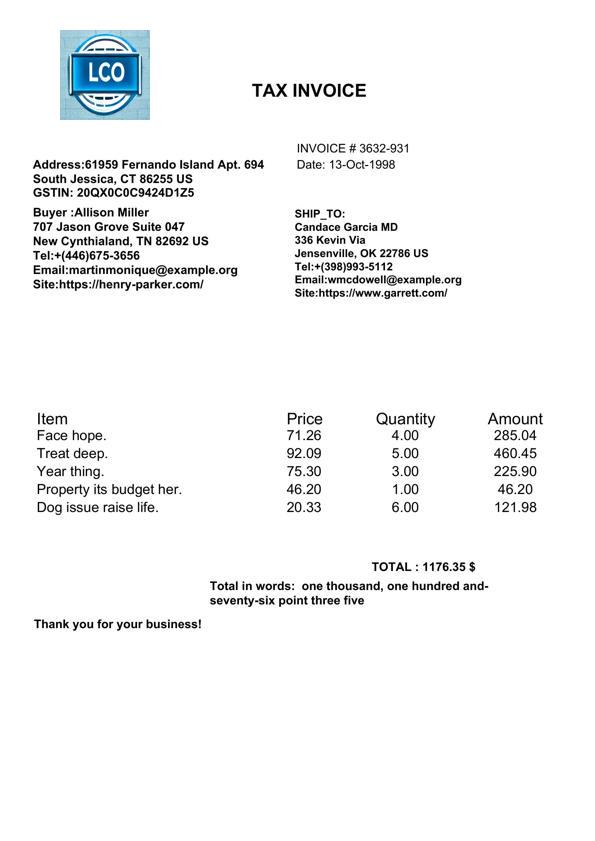 LCO
TAX INVOICE
INVOICE # 3632-931
Date: 13-Oct-1998
Address:61959 Fernando Island Apt. 694
South Jessica, CT 86255 US
GSTIN: 20QX0C0C9424D1Z5
Buyer :Allison Miller
707 Jason Grove Suite 047
New Cynthialand, TN 82692 US
Tel:+(446)675-3656
Email:martinmonique@example.org
Site:https://henry-parker.com/
SHIP_TO:
Candace Garcia MD
336 Kevin Via
Jensenville, OK 22786 US
Tel:+(398)993-5112
Email:wmcdowell@example.org
Site:https://www.garrett.com/
Item Price Quantity Amount
Face hope. 71.26 4.00 285.04
Treat deep. 92.09 5.00 460.45
Year thing. 75.30 3.00 225.90
Property its budget her. 46.20 1.00 46.20
Dog issue raise life. 20.33 6.00 121.98
TOTAL : 1176.35 $
Total in words:  one thousand, one hundred and-
seventy-six point three five
Thank you for your business!